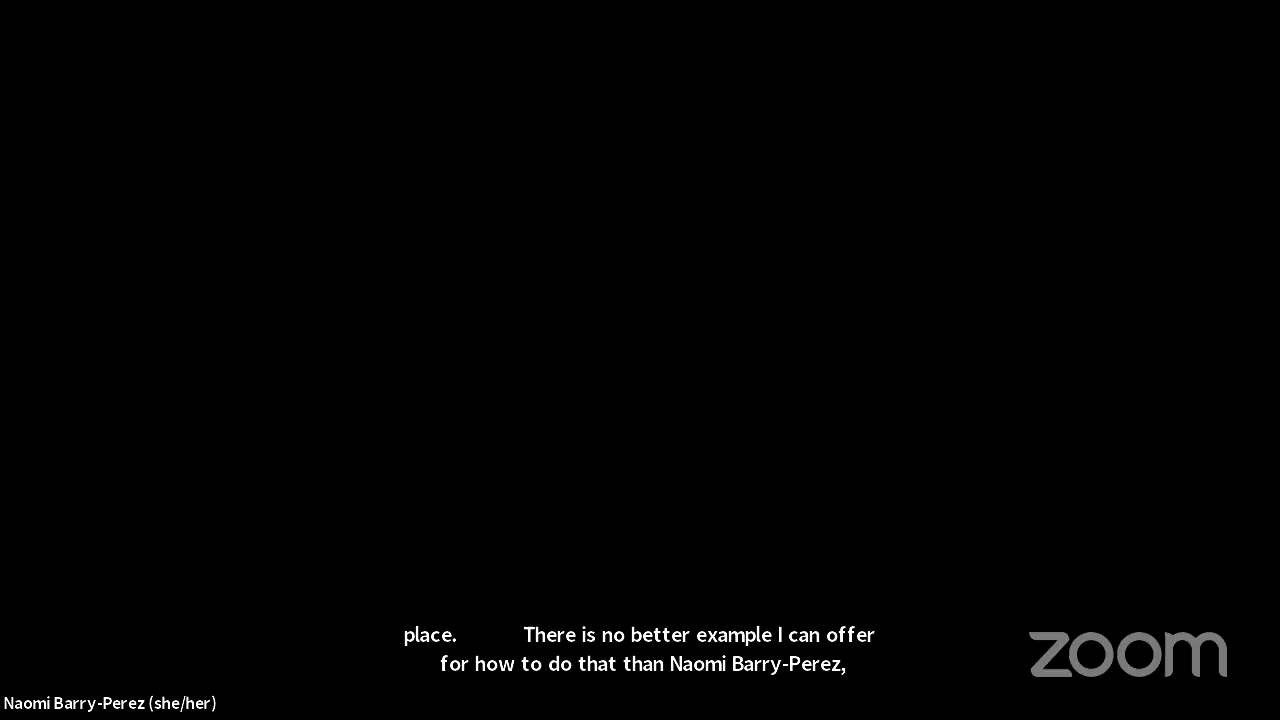 place. There is no better example I can offer
for how to do that than Naomi Barry-Perez,
zoom
Naomi Barry-Perez (she/her)